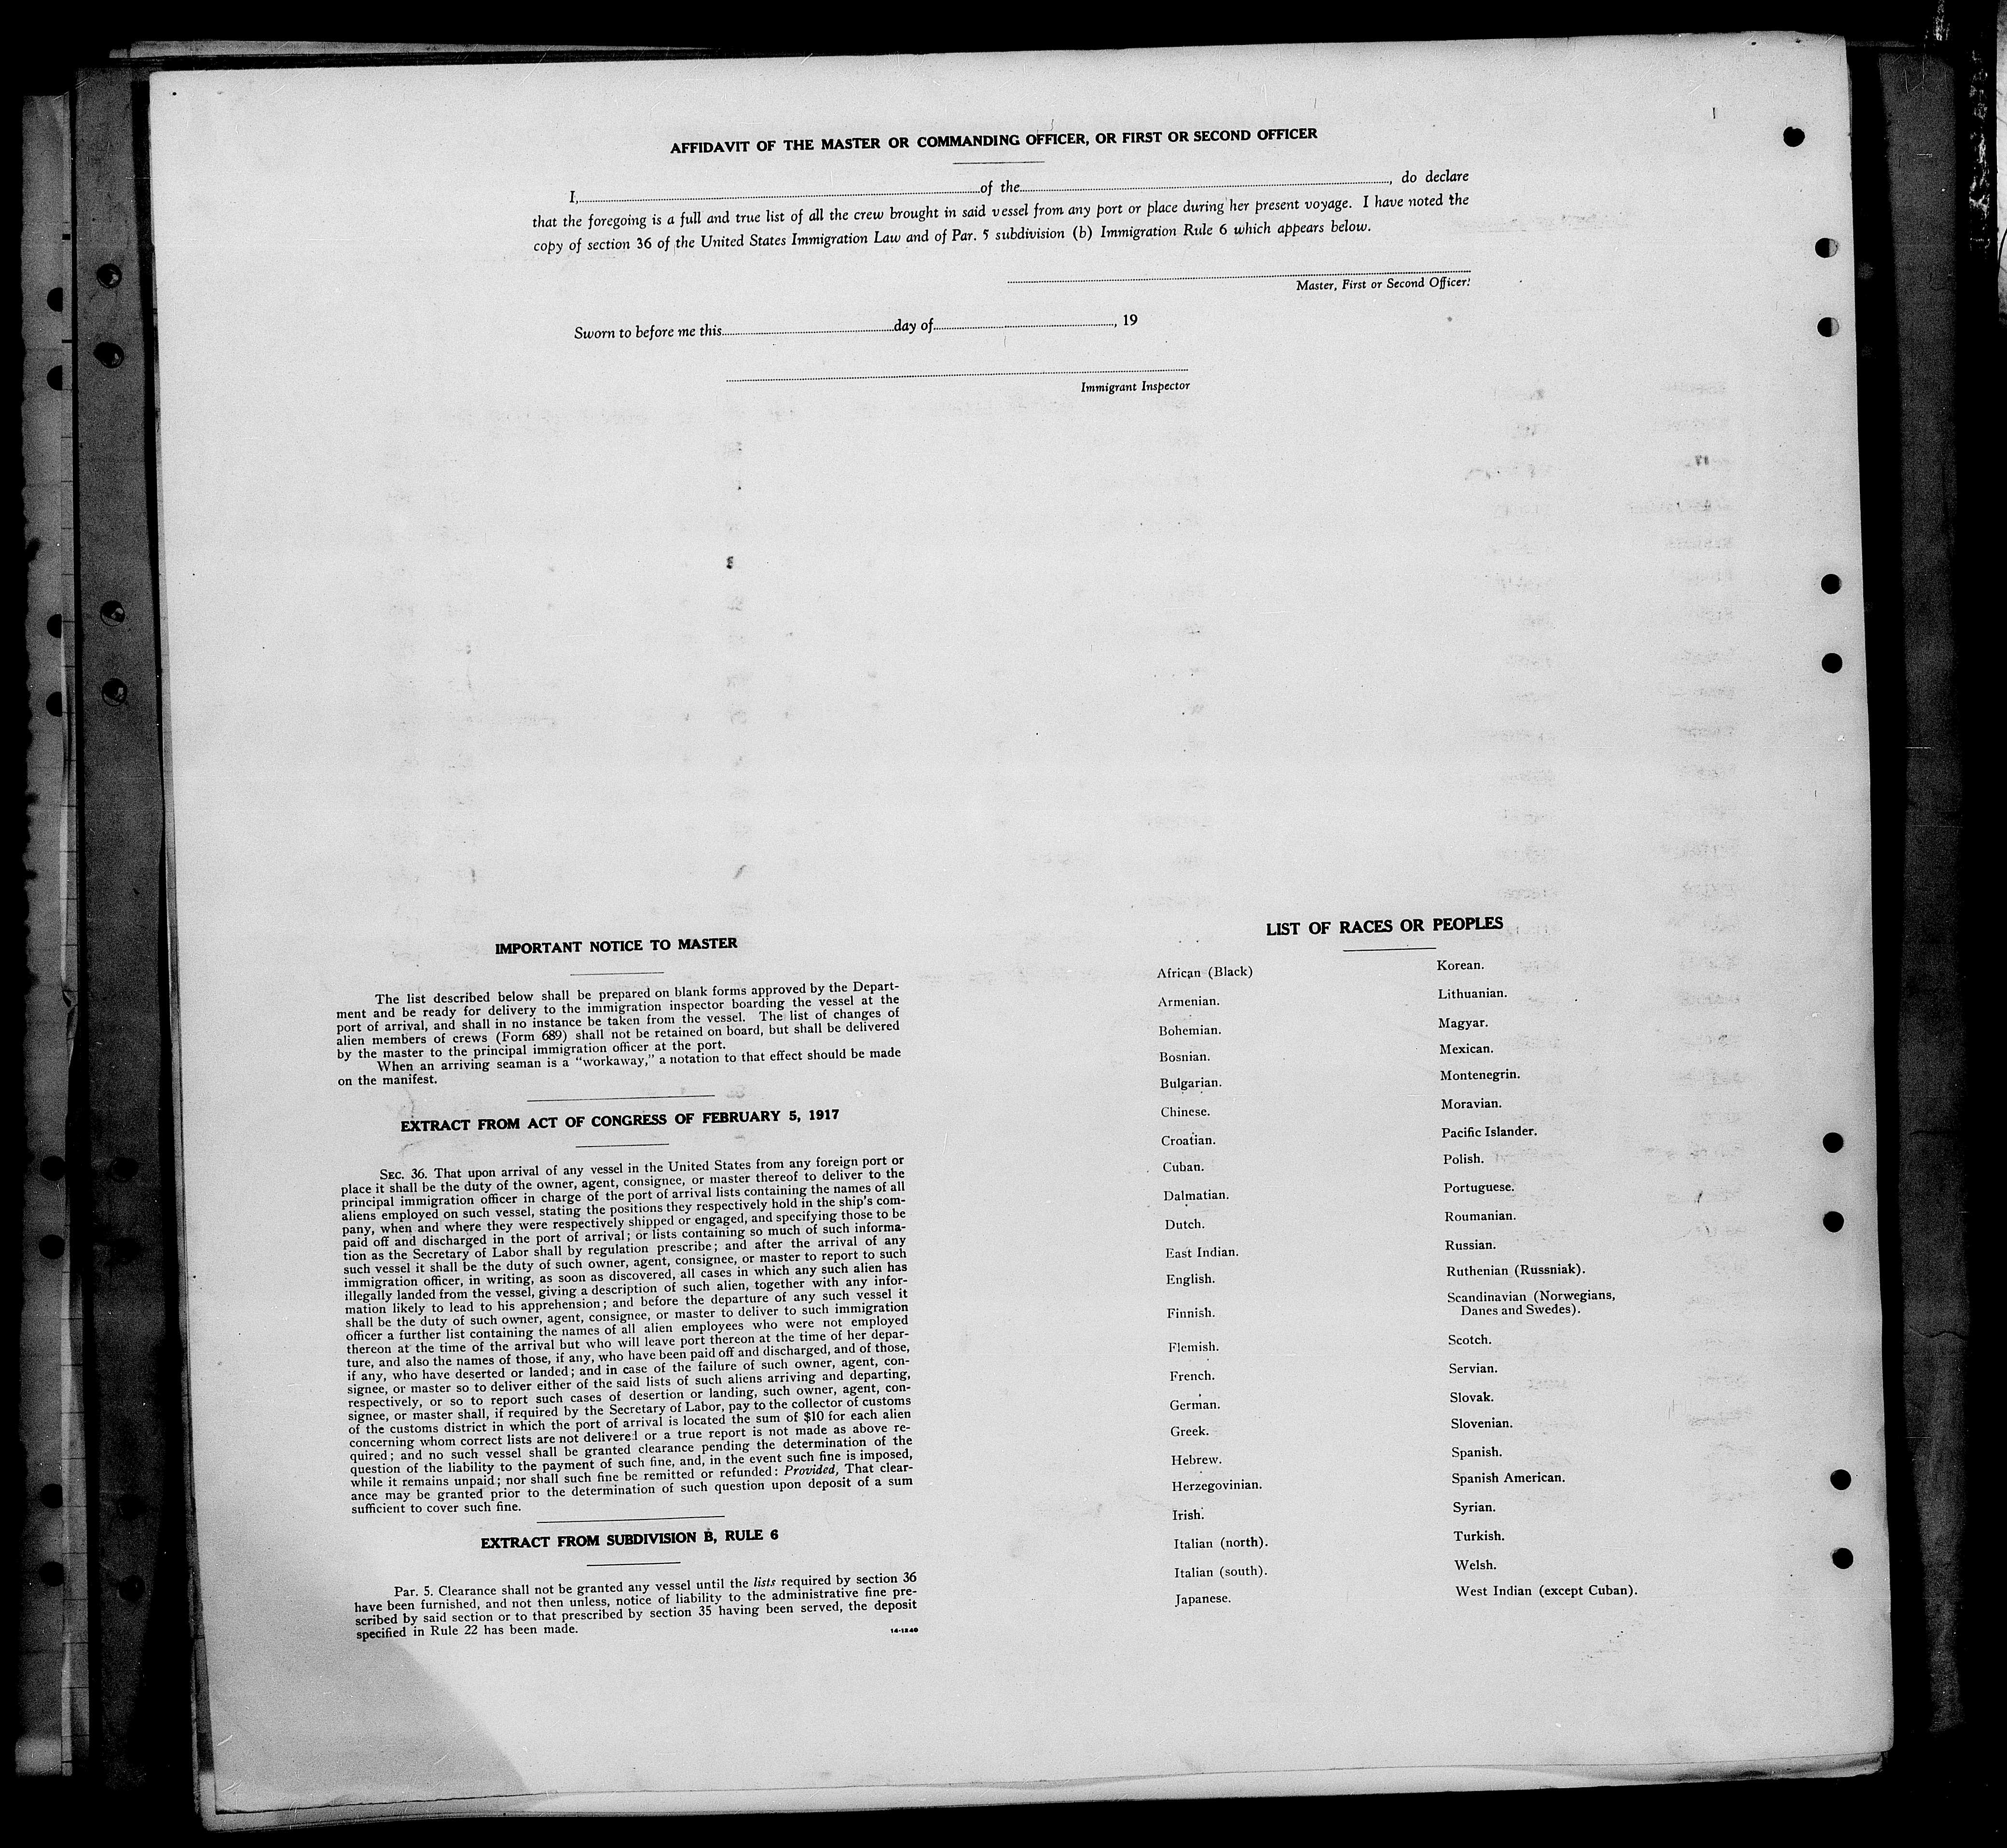 AFFIDAVIT OF THE MASTER OR COMMANDING OFFICER, OR FIRST OR SECOND OFFICER
I, of the , do declare
that the foregoing is a full and true list of all the crew brought in said vessel from any port or place during her present voyage. I have noted the
copy of section 36 of the United States Immigration Law and of Par. 5 subdivision (b) Immigration Rule 6 which appears below.
Master, First or Second Officer.
Sworn to before me this day of , 19
Immigrant Inspector
IMPORTANT NOTICE TO MASTER
The list described below shall be prepared on blank forms approved by the Depart-
ment and be ready for delivery to the immigration inspector boarding the vessel at the
port of arrival, and shall in no instance be taken from the vessel. The list of changes of
alien members of crews (Form 689) shall not be retained on board, but shall be delivered
by the master to the principal immigration officer at the port.
When an arriving seaman is a "workaway," a notation to that effect should be made
on the manifest.
EXTRACT FROM ACT OF CONGRESS OF FEBRUARY 5, 1917
SEC. 36. That upon arrival of any vessel in the United States from any foreign port or
place it shall be the duty of the owner, agent, consignee, or master thereof to deliver to the
principal immigration officer in charge of the port of arrival lists containing the names of all
aliens employed on such vessel, stating the positions they respectively hold in the ship's com-
pany, when and where they were respectively shipped or engaged, and specifying those to be
paid off and discharged in the port of arrival; or lists containing so much of such informa-
tion as the Secretary of Labor shall by regulation prescribe; and after the arrival of any
such vessel it shall be the duty of such owner, agent, consignee, or master to report to such
immigration officer, in writing, as soon as discovered, all cases in which any such alien has
illegally landed from the vessel, giving a description of such alien, together with any infor-
mation likely to lead to his apprehension; and before the departure of any such vessel it
shall be the duty of such owner, agent, consignee, or master to deliver to such immigration
officer a further list containing the names of all alien employees who were not employed
thereon at the time of the arrival but who will leave port thereon at the time of her depar-
ture, and also the names of those, if any, who have been paid off and discharged, and of those,
if any, who have deserted or landed; and in case of the failure of such owner, agent, con-
signee, or master so to deliver either of the said lists of such aliens arriving and departing,
respectively, or so to report such cases of desertion or landing, such owner, agent, con-
signee, or master shall, if required by the Secretary of Labor, pay to the collector of customs
of the customs district in which the port of arrival is located the sum of $10 for each alien
concerning whom correct lists are not delivered or a true report is not made as above re-
quired; and no such vessel shall be granted clearance pending the determination of the
question of the liability to the payment of such fine, and, in the event such fine is imposed,
while it remains unpaid; nor shall such fine be remitted or refunded: Provided, That clear-
ance may be granted prior to the determination of such question upon deposit of a sum
sufficient to cover such fine.
EXTRACT FROM SUBDIVISION B, RULE 6
Par. 5. Clearance shall not be granted any vessel until the lists required by section 36
have been furnished, and not then unless, notice of liability to the administrative fine pre-
scribed by said section or to that prescribed by section 35 having been served, the deposit
specified in Rule 22 has been made.
14-1240
LIST OF RACES OR PEOPLES
African (Black)
Armenian.
Bohemian.
Bosnian.
Bulgarian.
Chinese.
Croatian.
Cuban.
Dalmatian.
Dutch.
East Indian.
English.
Finnish.
Flemish.
French.
German.
Greek.
Hebrew.
Herzegovinian.
Irish.
Italian (north).
Italian (south).
Japanese.
Korean.
Lithuanian.
Magyar.
Mexican.
Montenegrin.
Moravian.
Pacific Islander.
Polish.
Portuguese.
Roumanian.
Russian.
Ruthenian (Russniak).
Scandinavian (Norwegians,
Danes and Swedes).
Scotch.
Servian.
Slovak.
Slovenian.
Spanish.
Spanish American.
Syrian.
Turkish.
Welsh.
West Indian (except Cuban).